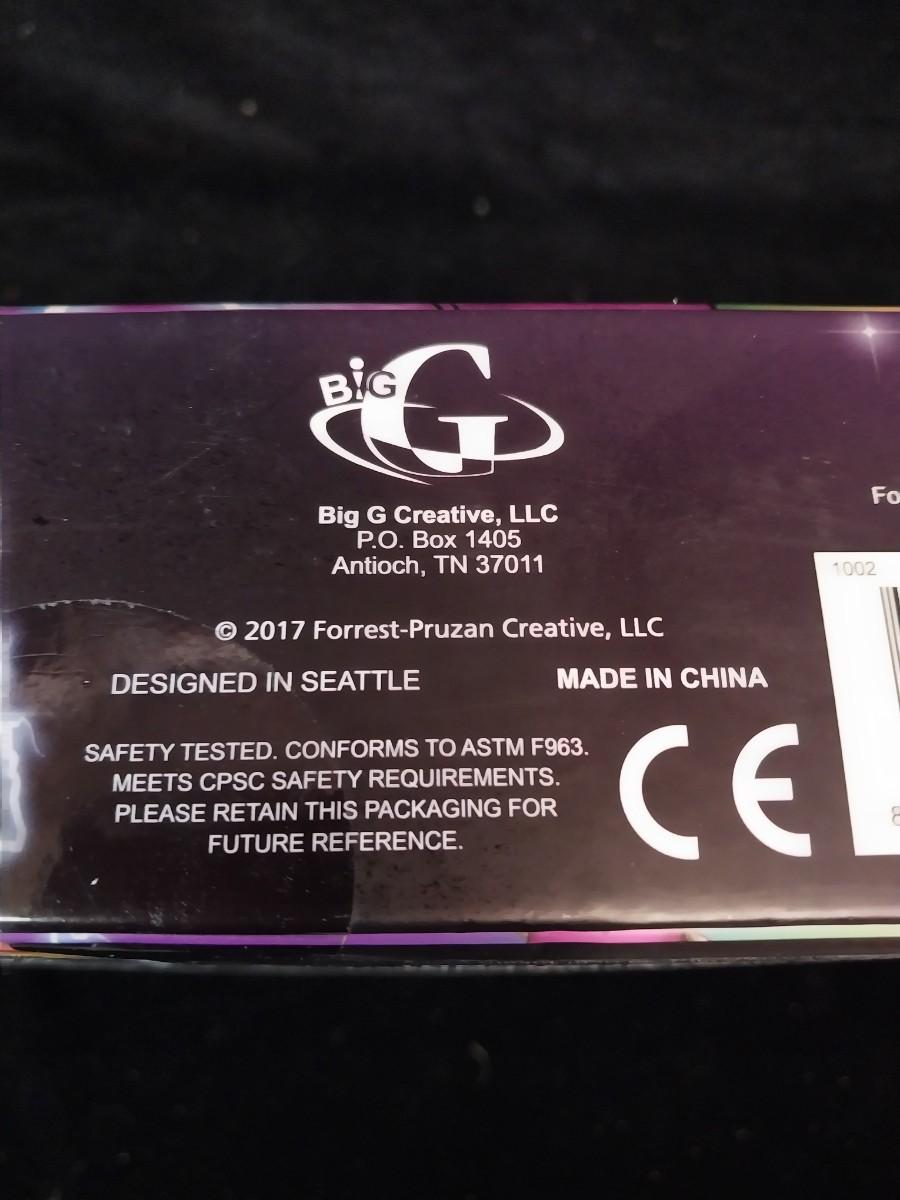 BiG G
Big G Creative, LLC
P.O. Box 1405
Antioch, TN 37011
© 2017 Forrest-Pruzan Creative, LLC
DESIGNED IN SEATTLE
MADE IN CHINA
SAFETY TESTED. CONFORMS TO ASTM F963.
MEETS CPSC SAFETY REQUIREMENTS.
PLEASE RETAIN THIS PACKAGING FOR
FUTURE REFERENCE.
CE
Fo
1002
8